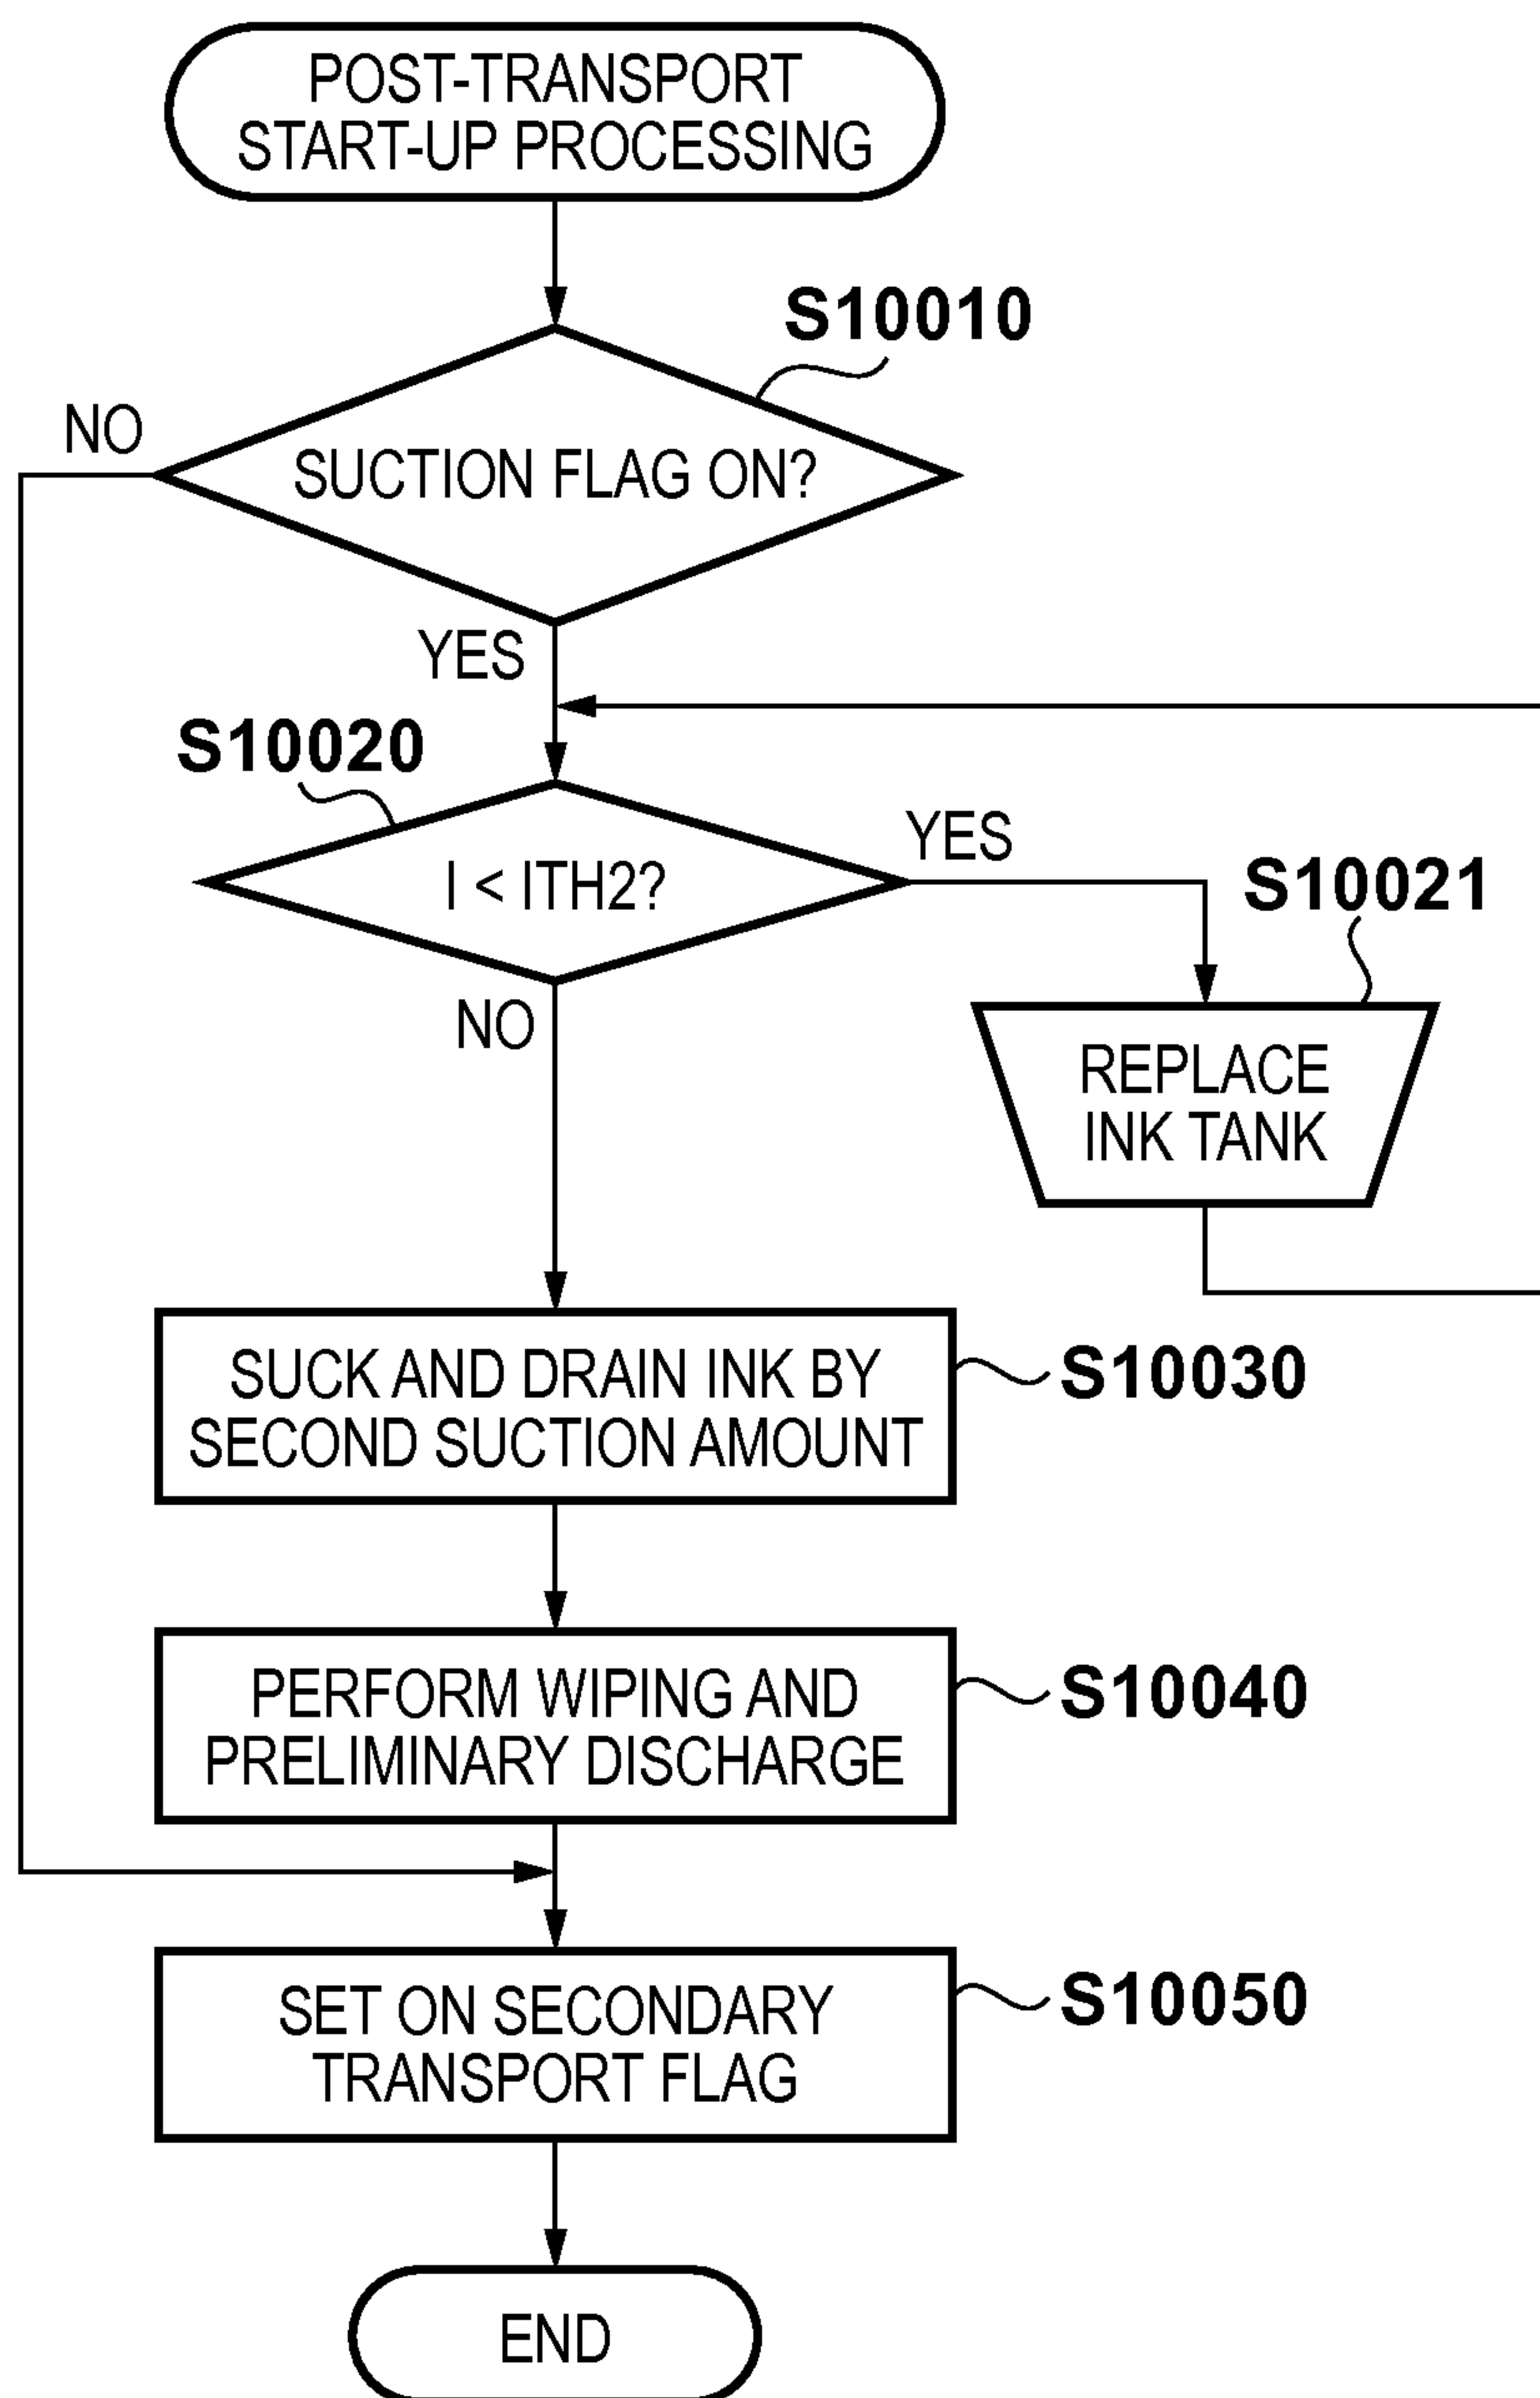 POST-TRANSPORT
START-UP PROCESSING
S10010
NO
SUCTION FLAG ON?
YES
S10020
I < ITH2?
YES
S10021
NO
REPLACE
INK TANK
SUCK AND DRAIN INK BY
SECOND SUCTION AMOUNT
S10030
PERFORM WIPING AND
PRELIMINARY DISCHARGE
S10040
SET ON SECONDARY
TRANSPORT FLAG
S10050
END